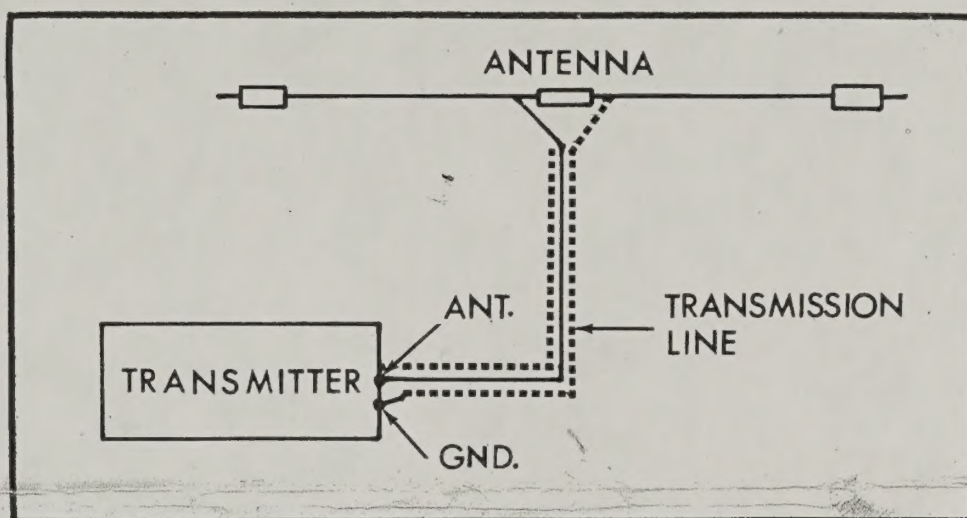 ANTENNA
ANT.
TRANSMISSION
LINE
TRANSMITTER
GND.